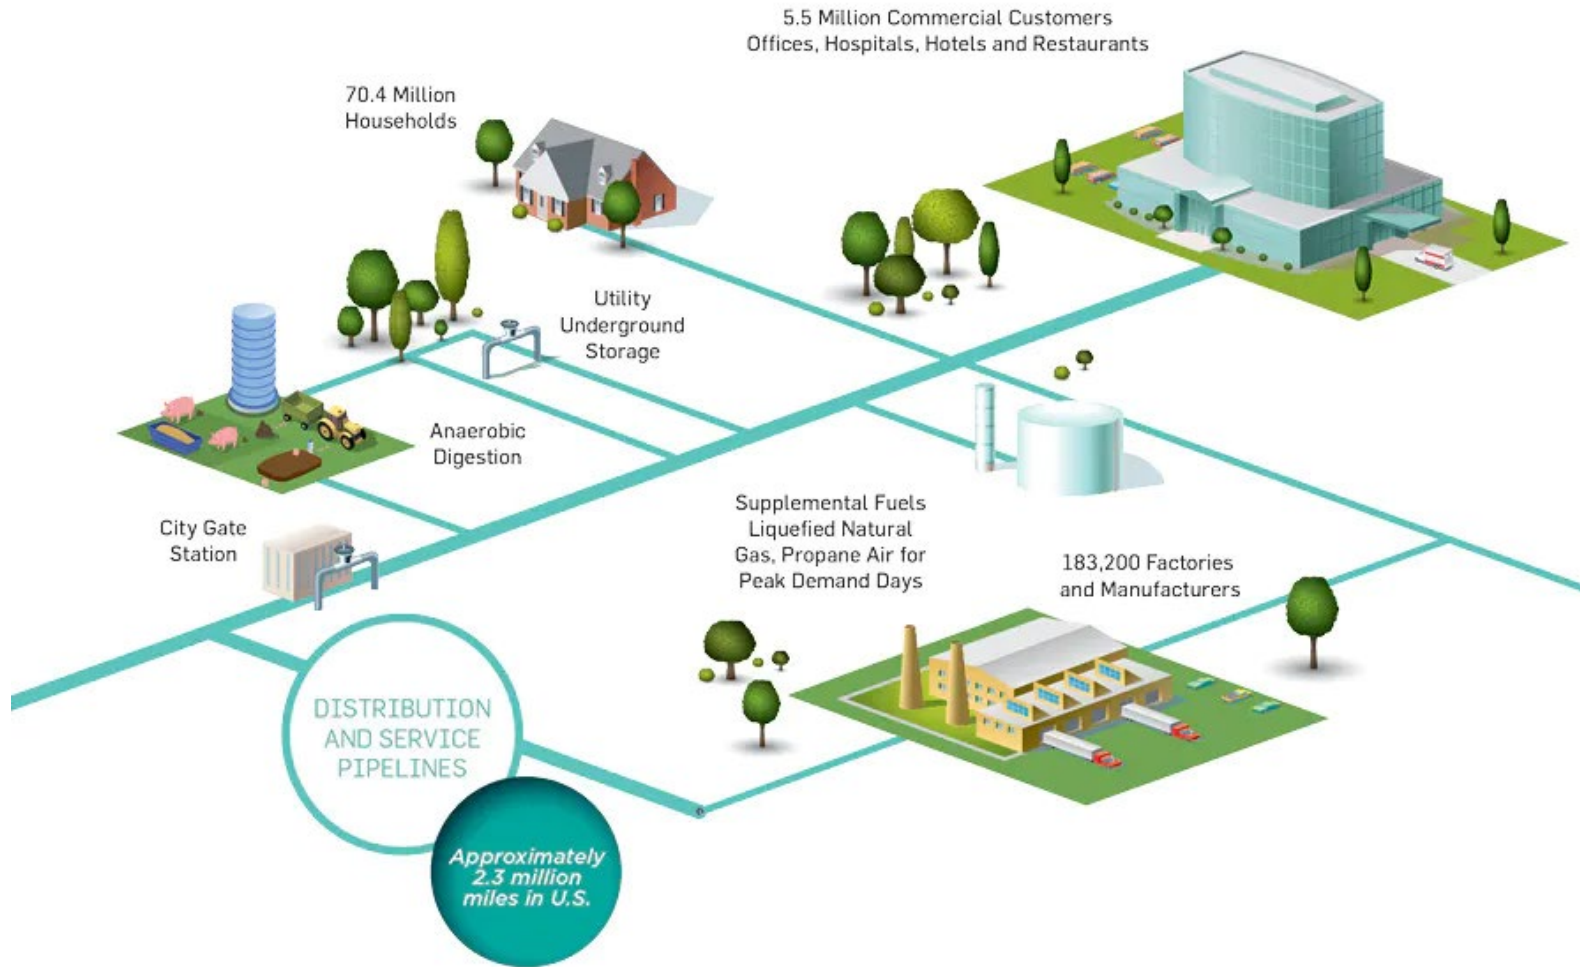 5.5 Million Commercial Customers
Offices, Hospitals, Hotels and Restaurants
70.4 Million
Households
Utility
Underground
Storage
Anaerobic
Digestion
City Gate
Station
Supplemental Fuels
Liquefied Natural
Gas, Propane Air for
Peak Demand Days
183,200 Factories
and Manufacturers
DISTRIBUTION
AND SERVICE
PIPELINES
Approximately
2.3 million
miles in U.S.